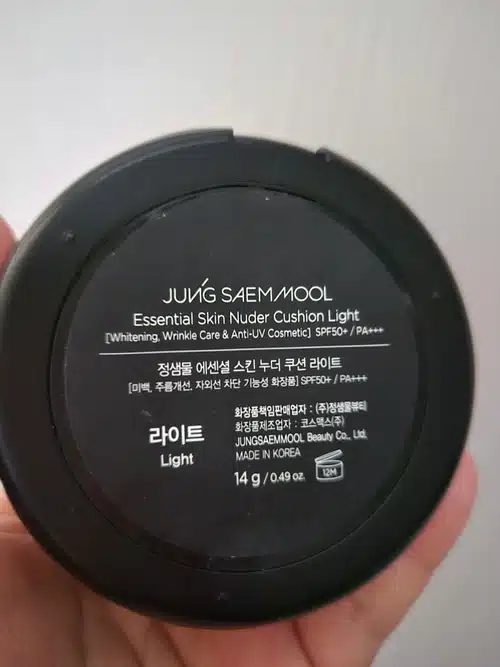 JUNG SAEMMOOL
Essential Skin Nuder Cushion Light
[Whitening, Wrinkle Care & Anti-UV Cosmetic] SPF50+ / PA+++
정샘물 에센셜 스킨 누더 쿠션 라이트
[미백, 주름개선, 자외선 차단 기능성 화장품] SPF50+ / PA+++
라이트
Light
화장품책임판매업자 : (주)정샘물뷰티
화장품제조업자 : 코스맥스(주)
JUNGSAEMMOOL Beauty Co., Ltd.
MADE IN KOREA
14 g / 0.49 oz.
12M